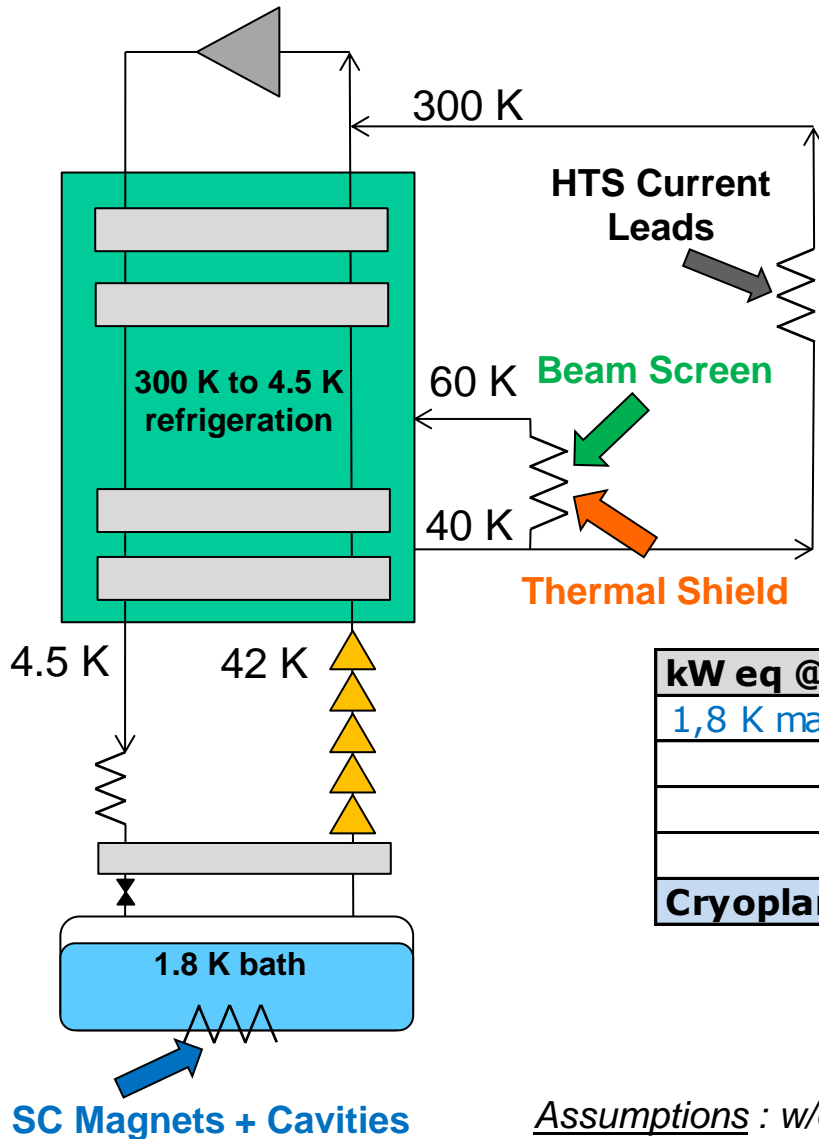 300 K
HTS Current
Leads
300 K to 4.5 K
refrigeration
60 K
Beam Screen
40 K
Thermal Shield
4.5 K
42 K
kW eq @
1,8 K ma
Cryoplan
1.8 K bath
SC Magnets + Cavities
Assumptions : w/